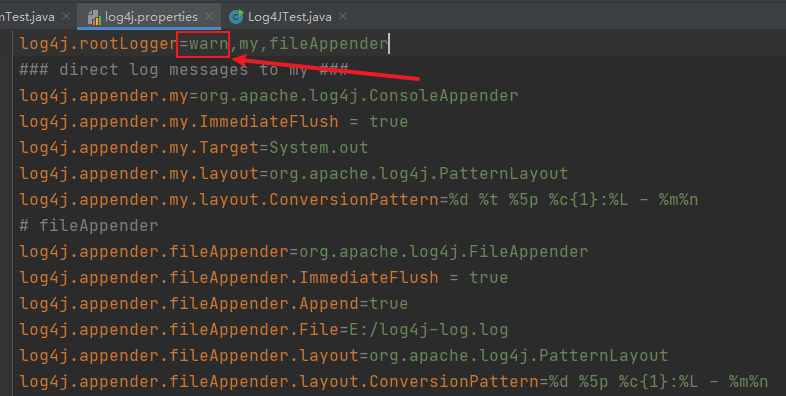 mTest.java × log4j.properties × Log4JTest.java ×
log4j.rootLogger=warn,my,fileAppender
### direct log messages to my ###
log4j.appender.my=org.apache.log4j.ConsoleAppender
log4j.appender.my.ImmediateFlush = true
log4j.appender.my.Target=System.out
log4j.appender.my.layout=org.apache.log4j.PatternLayout
log4j.appender.my.layout.ConversionPattern=%d %t %5p %c{1}:%L - %m%n
# fileAppender
log4j.appender.fileAppender=org.apache.log4j.FileAppender
log4j.appender.fileAppender.ImmediateFlush = true
log4j.appender.fileAppender.Append=true
log4j.appender.fileAppender.File=E:/log4j-log.log
log4j.appender.fileAppender.layout=org.apache.log4j.PatternLayout
log4j.appender.fileAppender.layout.ConversionPattern=%d %5p %c{1}:%L - %m%n